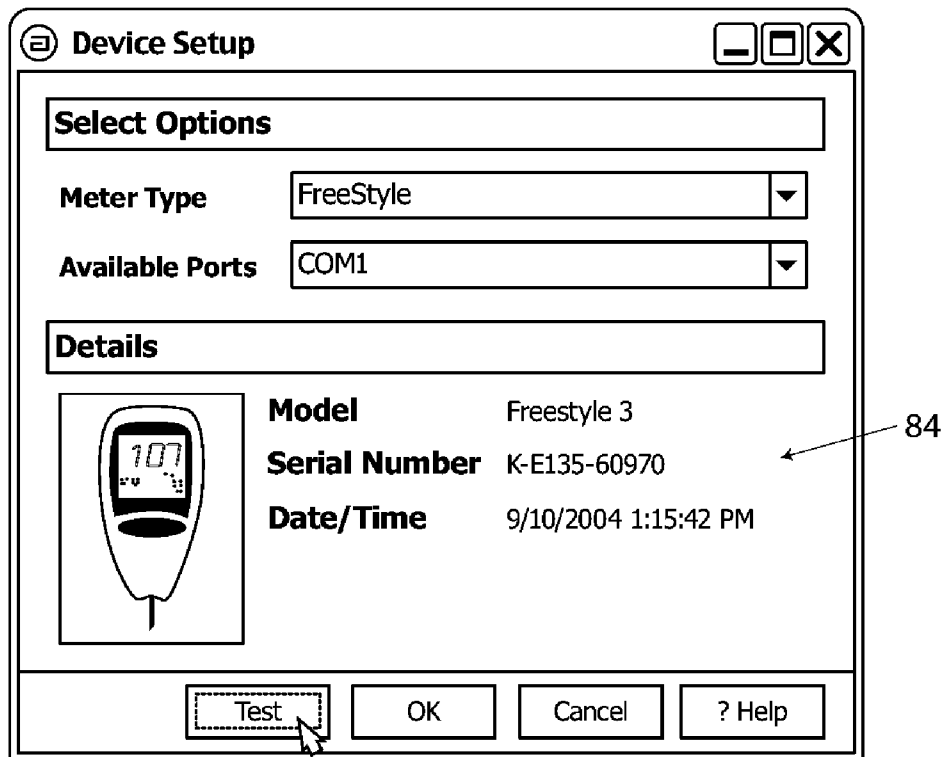 Device Setup
Select Options
Meter Type FreeStyle
Available Ports COM1
Details
Model Freestyle 3
Serial Number K-E135-60970
Date/Time 9/10/2004 1:15:42 PM
107
84
Test OK Cancel ? Help